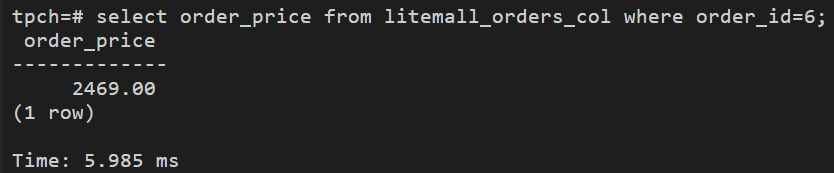 tpch=# select order_price from litemall_orders_col where order_id=6;
 order_price
-------------
     2469.00
(1 row)

Time: 5.985 ms